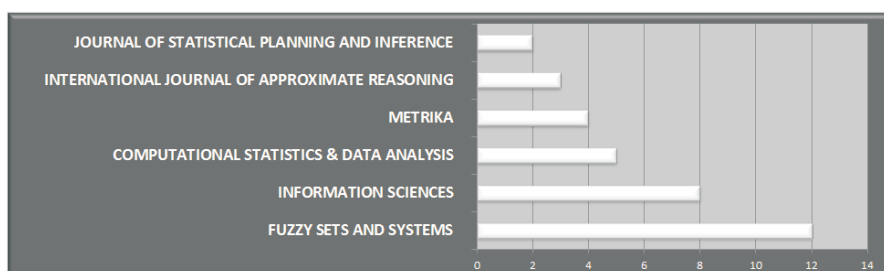 JOURNAL OF STATISTICAL PLANNING AND INFERENCE
INTERNATIONAL JOURNAL OF APPROXIMATE REASONING
METRIKA
COMPUTATIONAL STATISTICS & DATA ANALYSIS
INFORMATION SCIENCES
FUZZY SETS AND SYSTEMS
0 2 4 6 8 10 12 14